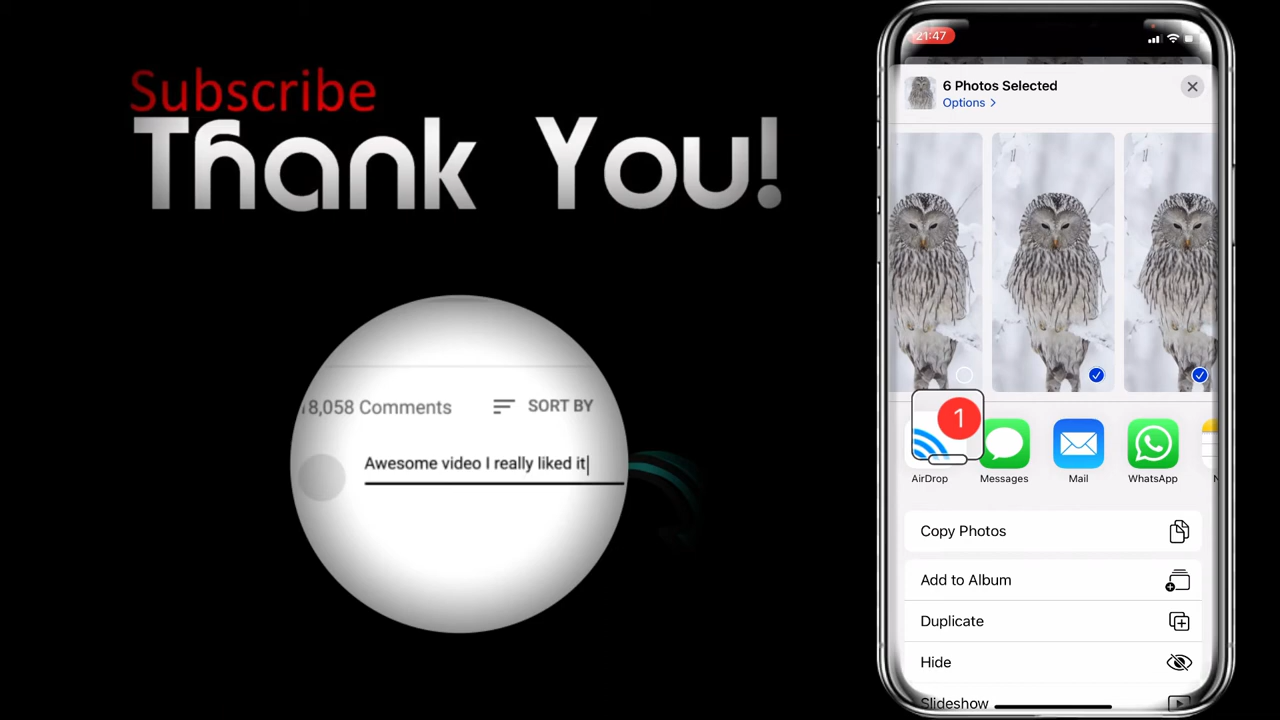 Subscribe
Thank You!
8,058 Comments
SORT BY
Awesome video I really liked it
21:47
6 Photos Selected
Options
1
AirDrop
Messages
Mail
WhatsApp
Copy Photos
Add to Album
Duplicate
Hide
Slideshow